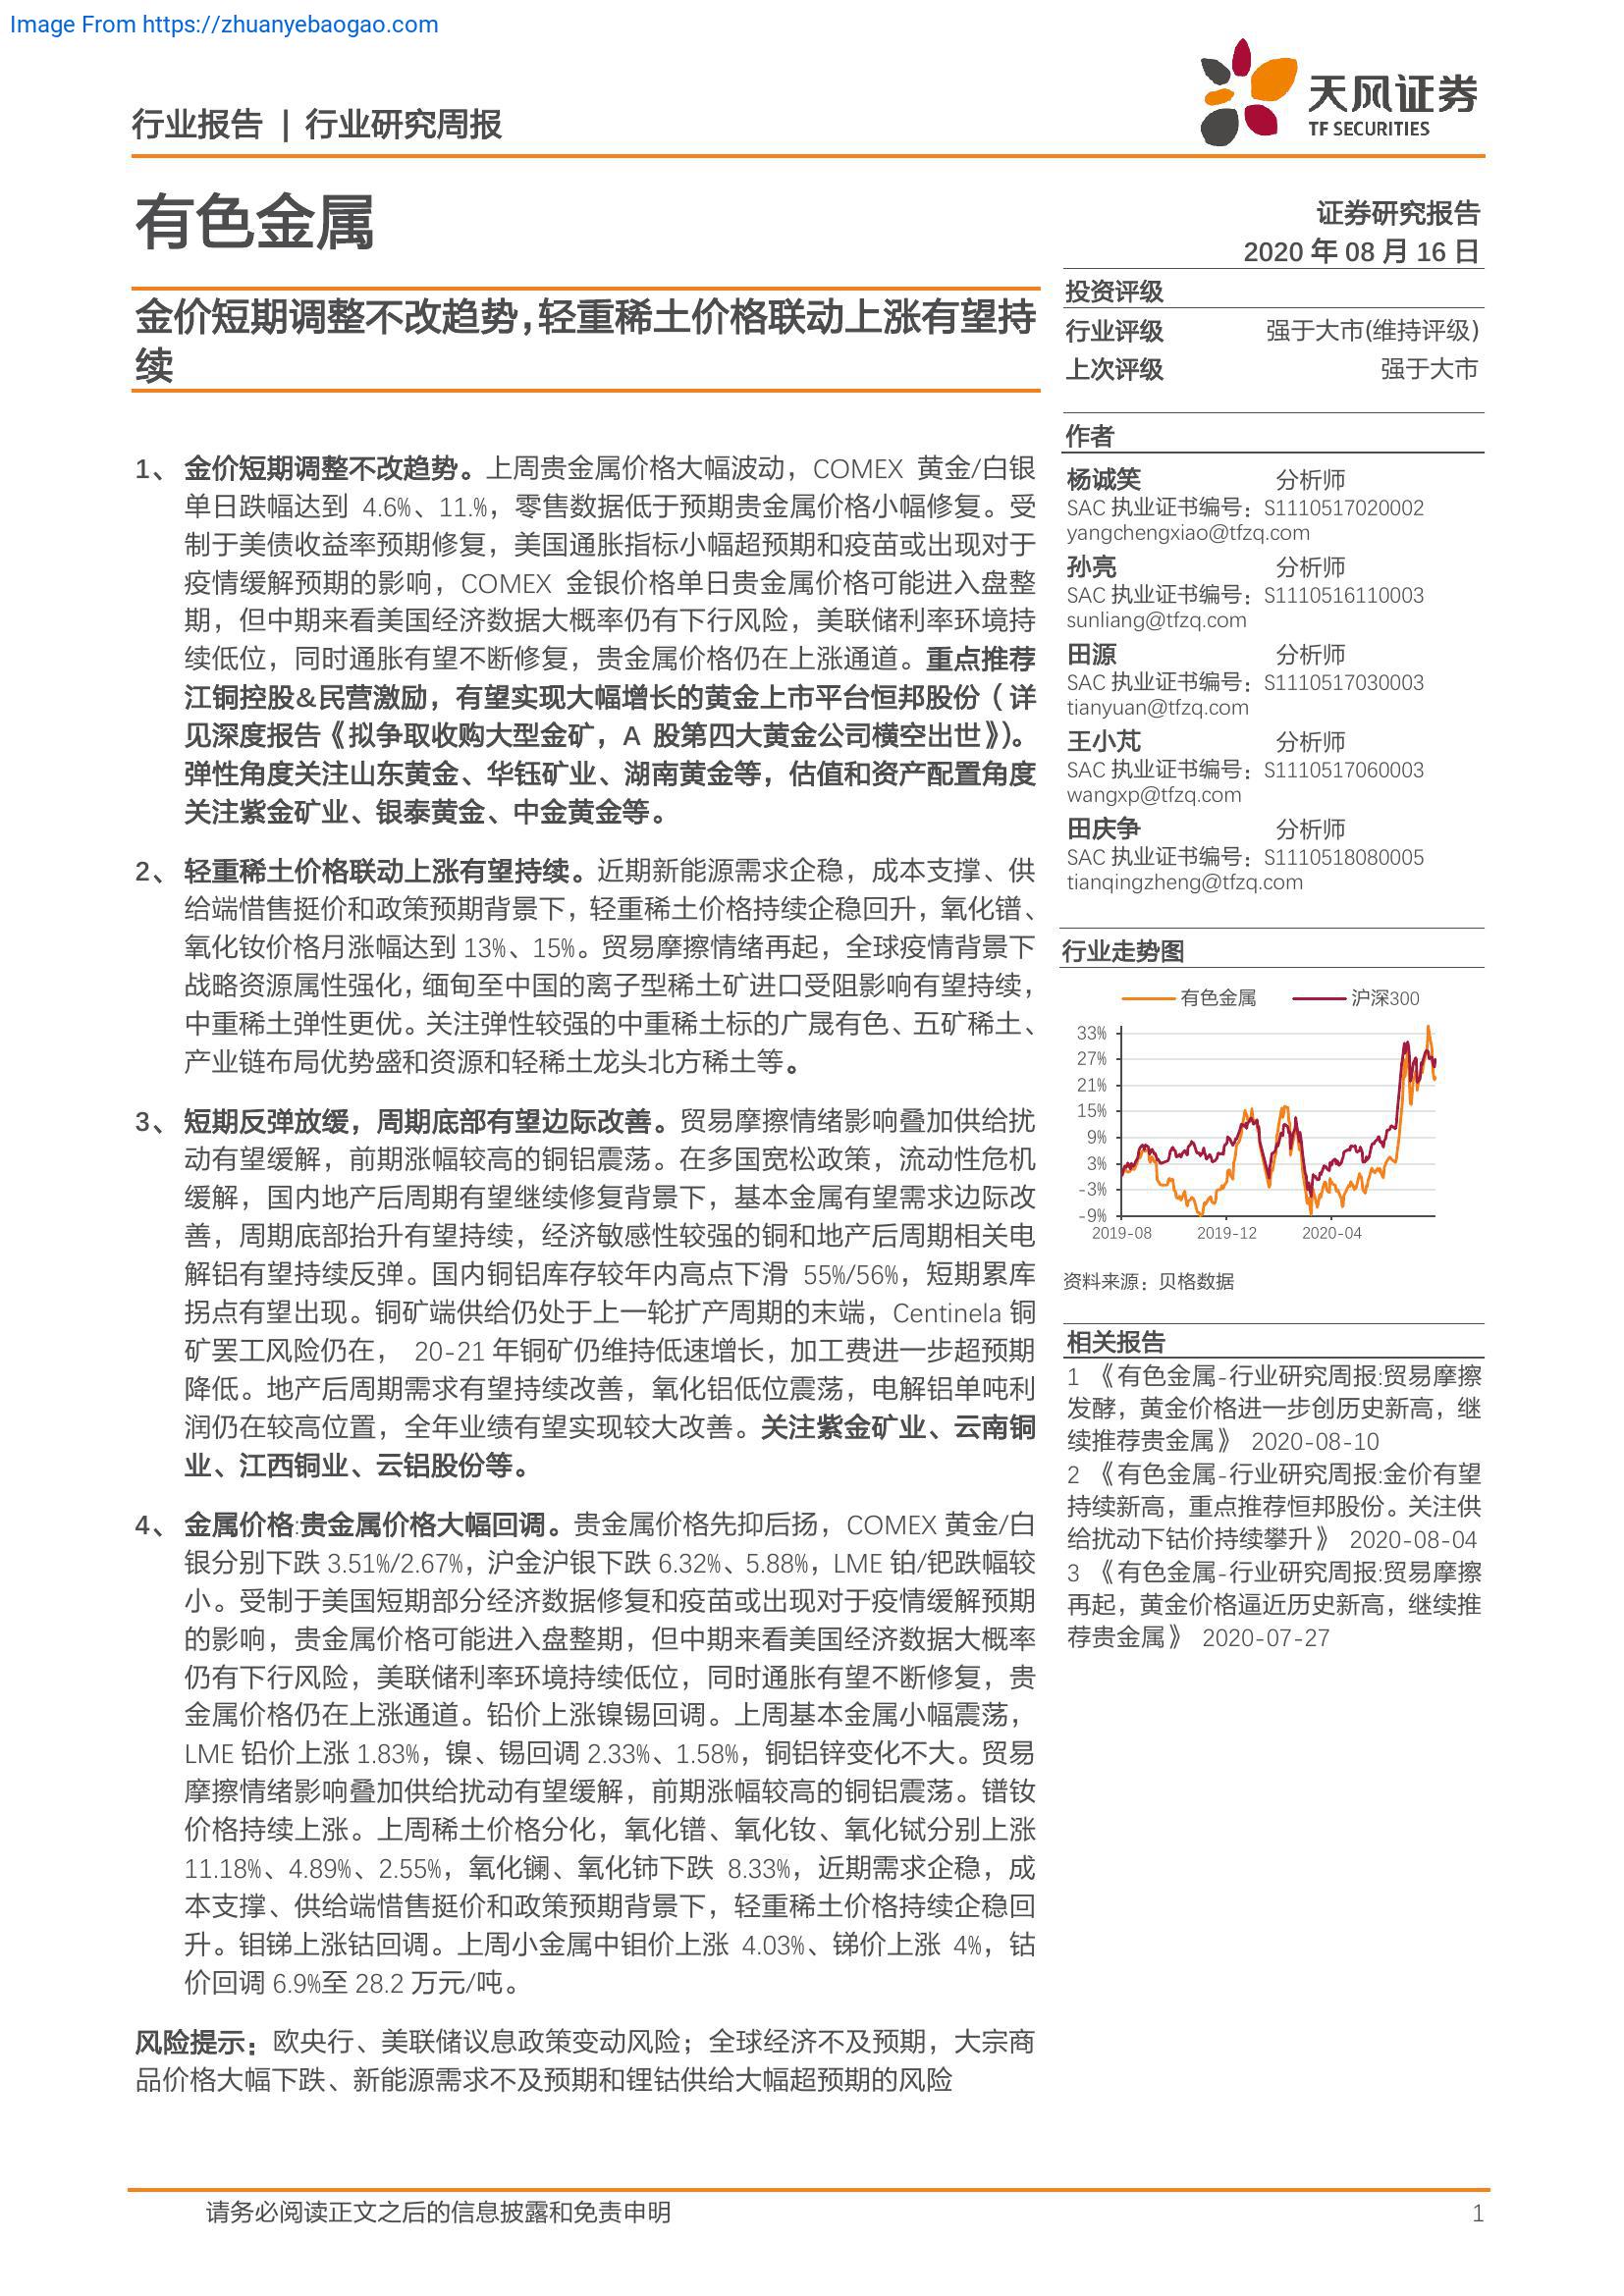 Image From https://zhuanyebaogao.com
行业报告 | 行业研究周报
天风证券
TF SECURITIES
有色金属
证券研究报告
2020 年 08 月 16 日
金价短期调整不改趋势,轻重稀土价格联动上涨有望持
续
1、 金价短期调整不改趋势。上周贵金属价格大幅波动，COMEX 黄金/白银
单日跌幅达到 4.6%、11.%，零售数据低于预期贵金属价格小幅修复。受
制于美债收益率预期修复，美国通胀指标小幅超预期和疫苗或出现对于
疫情缓解预期的影响，COMEX 金银价格单日贵金属价格可能进入盘整
期，但中期来看美国经济数据大概率仍有下行风险，美联储利率环境持
续低位，同时通胀有望不断修复，贵金属价格仍在上涨通道。重点推荐
江铜控股&民营激励，有望实现大幅增长的黄金上市平台恒邦股份（详
见深度报告《拟争取收购大型金矿，A 股第四大黄金公司横空出世》）。
弹性角度关注山东黄金、华钰矿业、湖南黄金等，估值和资产配置角度
关注紫金矿业、银泰黄金、中金黄金等。
2、 轻重稀土价格联动上涨有望持续。近期新能源需求企稳，成本支撑、供
给端惜售挺价和政策预期背景下，轻重稀土价格持续企稳回升，氧化镨、
氧化钕价格月涨幅达到 13%、15%。贸易摩擦情绪再起，全球疫情背景下
战略资源属性强化，缅甸至中国的离子型稀土矿进口受阻影响有望持续，
中重稀土弹性更优。关注弹性较强的中重稀土标的广晟有色、五矿稀土、
产业链布局优势盛和资源和轻稀土龙头北方稀土等。
3、 短期反弹放缓，周期底部有望边际改善。贸易摩擦情绪影响叠加供给扰
动有望缓解，前期涨幅较高的铜铝震荡。在多国宽松政策，流动性危机
缓解，国内地产后周期有望继续修复背景下，基本金属有望需求边际改
善，周期底部抬升有望持续，经济敏感性较强的铜和地产后周期相关电
解铝有望持续反弹。国内铜铝库存较年内高点下滑 55%/56%，短期累库
拐点有望出现。铜矿端供给仍处于上一轮扩产周期的末端，Centinela 铜
矿罢工风险仍在， 20-21 年铜矿仍维持低速增长，加工费进一步超预期
降低。地产后周期需求有望持续改善，氧化铝低位震荡，电解铝单吨利
润仍在较高位置，全年业绩有望实现较大改善。关注紫金矿业、云南铜
业、江西铜业、云铝股份等。
4、 金属价格:贵金属价格大幅回调。贵金属价格先抑后扬，COMEX 黄金/白
银分别下跌 3.51%/2.67%，沪金沪银下跌 6.32%、5.88%，LME 铂/钯跌幅较
小。受制于美国短期部分经济数据修复和疫苗或出现对于疫情缓解预期
的影响，贵金属价格可能进入盘整期，但中期来看美国经济数据大概率
仍有下行风险，美联储利率环境持续低位，同时通胀有望不断修复，贵
金属价格仍在上涨通道。铅价上涨镍锡回调。上周基本金属小幅震荡，
LME 铅价上涨 1.83%，镍、锡回调 2.33%、1.58%，铜铝锌变化不大。贸易
摩擦情绪影响叠加供给扰动有望缓解，前期涨幅较高的铜铝震荡。镨钕
价格持续上涨。上周稀土价格分化，氧化镨、氧化钕、氧化铽分别上涨
11.18%、4.89%、2.55%，氧化镧、氧化铈下跌 8.33%，近期需求企稳，成
本支撑、供给端惜售挺价和政策预期背景下，轻重稀土价格持续企稳回
升。钼锑上涨钴回调。上周小金属中钼价上涨 4.03%、锑价上涨 4%，钴
价回调 6.9%至 28.2 万元/吨。
风险提示：欧央行、美联储议息政策变动风险；全球经济不及预期，大宗商
品价格大幅下跌、新能源需求不及预期和锂钴供给大幅超预期的风险
投资评级
行业评级 强于大市(维持评级)
上次评级 强于大市
作者
杨诚笑 分析师
SAC 执业证书编号：S1110517020002
yangchengxiao@tfzq.com
孙亮 分析师
SAC 执业证书编号：S1110516110003
sunliang@tfzq.com
田源 分析师
SAC 执业证书编号：S1110517030003
tianyuan@tfzq.com
王小芃 分析师
SAC 执业证书编号：S1110517060003
wangxp@tfzq.com
田庆争 分析师
SAC 执业证书编号：S1110518080005
tianqingzheng@tfzq.com
行业走势图
有色金属 沪深300
33%
27%
21%
15%
9%
3%
-3%
-9%
2019-08 2019-12 2020-04
资料来源：贝格数据
相关报告
1 《有色金属-行业研究周报:贸易摩擦
发酵，黄金价格进一步创历史新高，继
续推荐贵金属》 2020-08-10
2 《有色金属-行业研究周报:金价有望
持续新高，重点推荐恒邦股份。关注供
给扰动下钴价持续攀升》 2020-08-04
3 《有色金属-行业研究周报:贸易摩擦
再起，黄金价格逼近历史新高，继续推
荐贵金属》 2020-07-27
请务必阅读正文之后的信息披露和免责申明 1